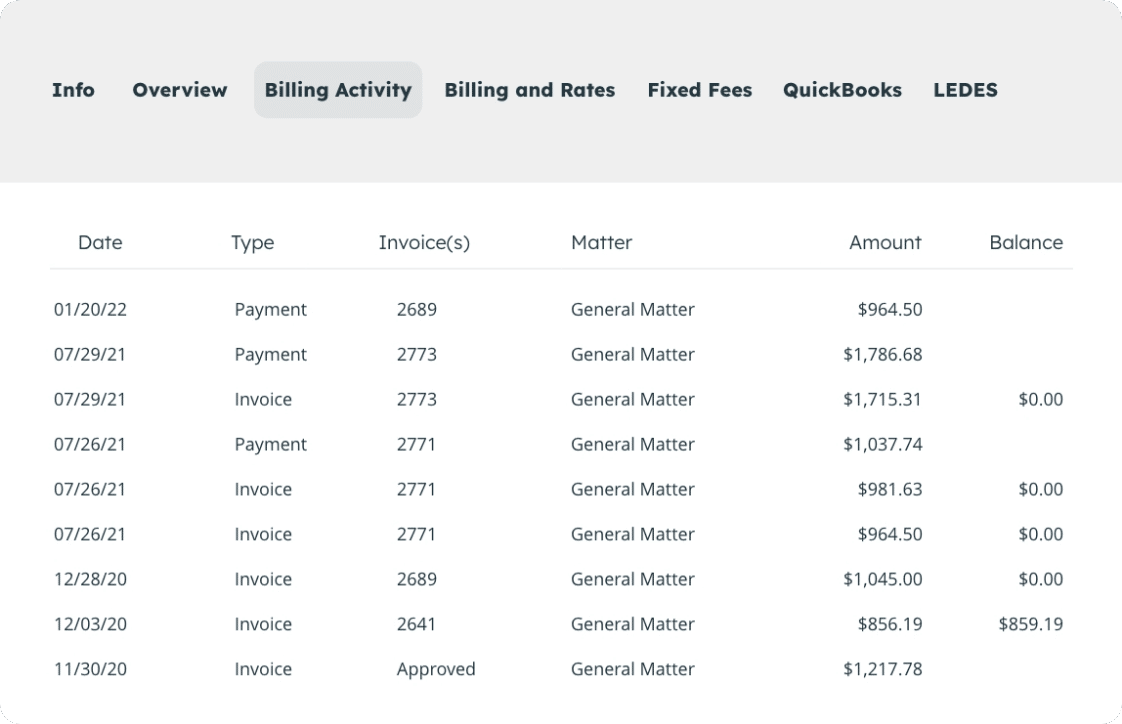 Info Overview Billing Activity Billing and Rates Fixed Fees QuickBooks LEDES
Date Type Invoice(s) Matter Amount Balance
01/20/22 Payment 2689 General Matter $964.50
07/29/21 Payment 2773 General Matter $1,786.68
07/29/21 Invoice 2773 General Matter $1,715.31 $0.00
07/26/21 Payment 2771 General Matter $1,037.74
07/26/21 Invoice 2771 General Matter $981.63 $0.00
07/26/21 Invoice 2771 General Matter $964.50 $0.00
12/28/20 Invoice 2689 General Matter $1,045.00 $0.00
12/03/20 Invoice 2641 General Matter $856.19 $859.19
11/30/20 Invoice Approved General Matter $1,217.78